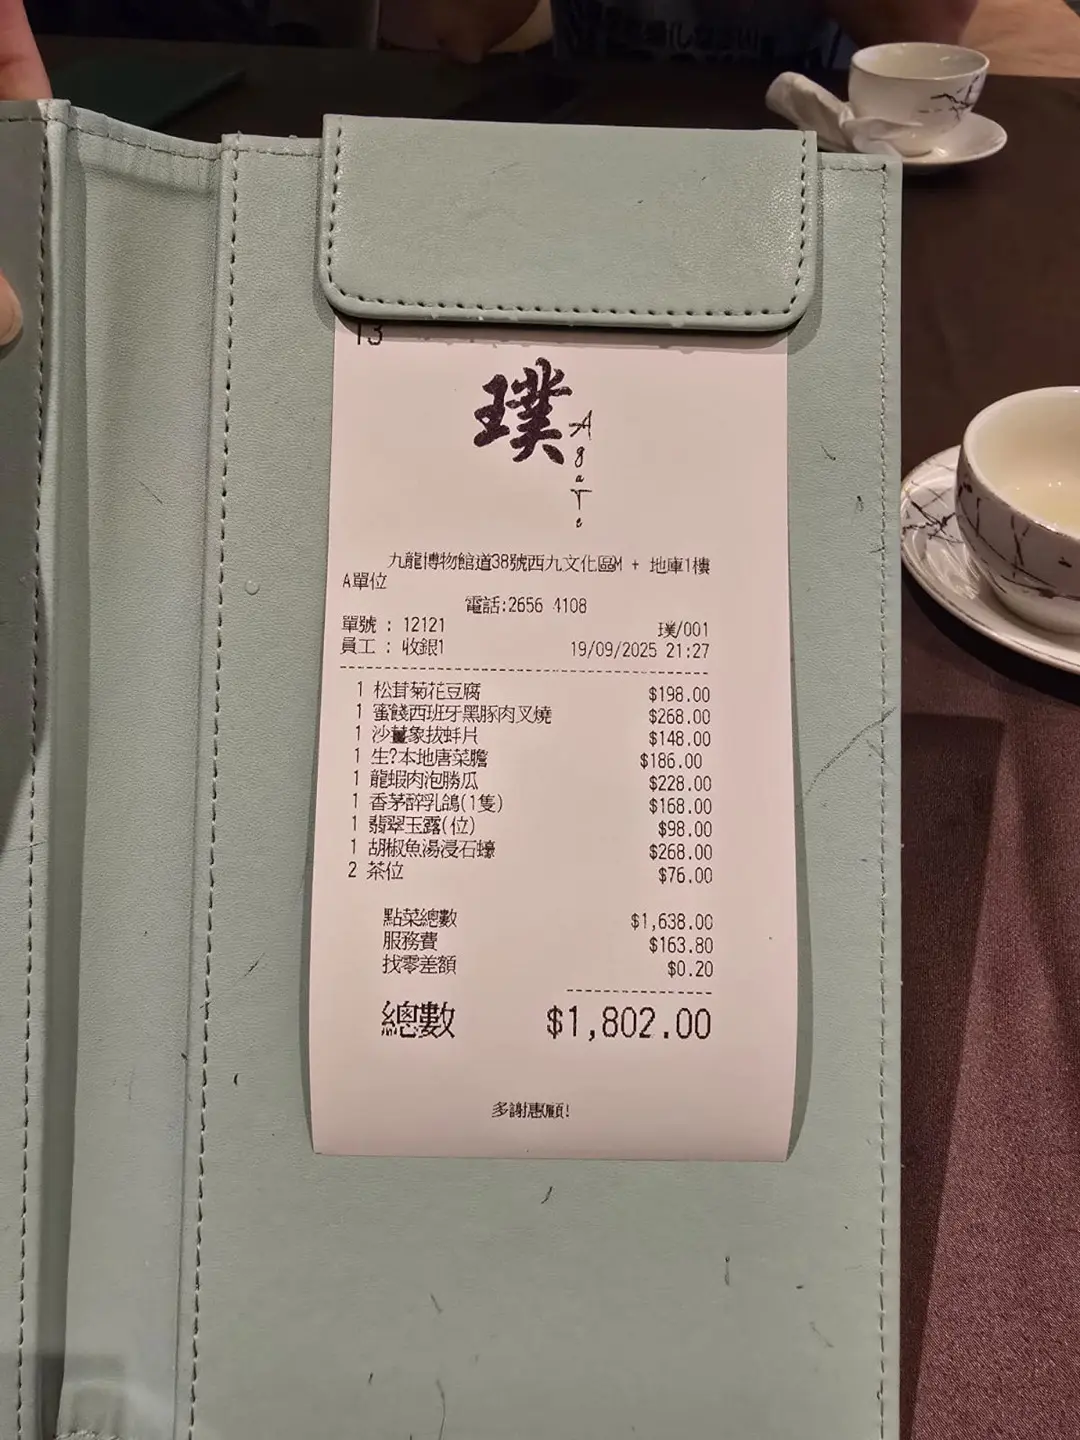 13
璞
Agate
九龍博物館道38號西九文化區M + 地庫1樓
A單位
電話:2656 4108
單號 : 12121 璞/001
員工 : 收銀1 19/09/2025 21:27
1 松茸菊花豆腐 $198.00
1 蜜餞西班牙黑豚肉叉燒 $268.00
1 沙薑象拔蚌片 $148.00
1 生?本地唐菜膽 $186.00
1 龍蝦肉泡勝瓜 $228.00
1 香茅醉乳鴿(1隻) $168.00
1 翡翠玉露(位) $98.00
1 胡椒魚湯浸石蠔 $268.00
2 茶位 $76.00
點菜總數 $1,638.00
服務費 $163.80
找零差額 $0.20
總數 $1,802.00
多謝惠顧!